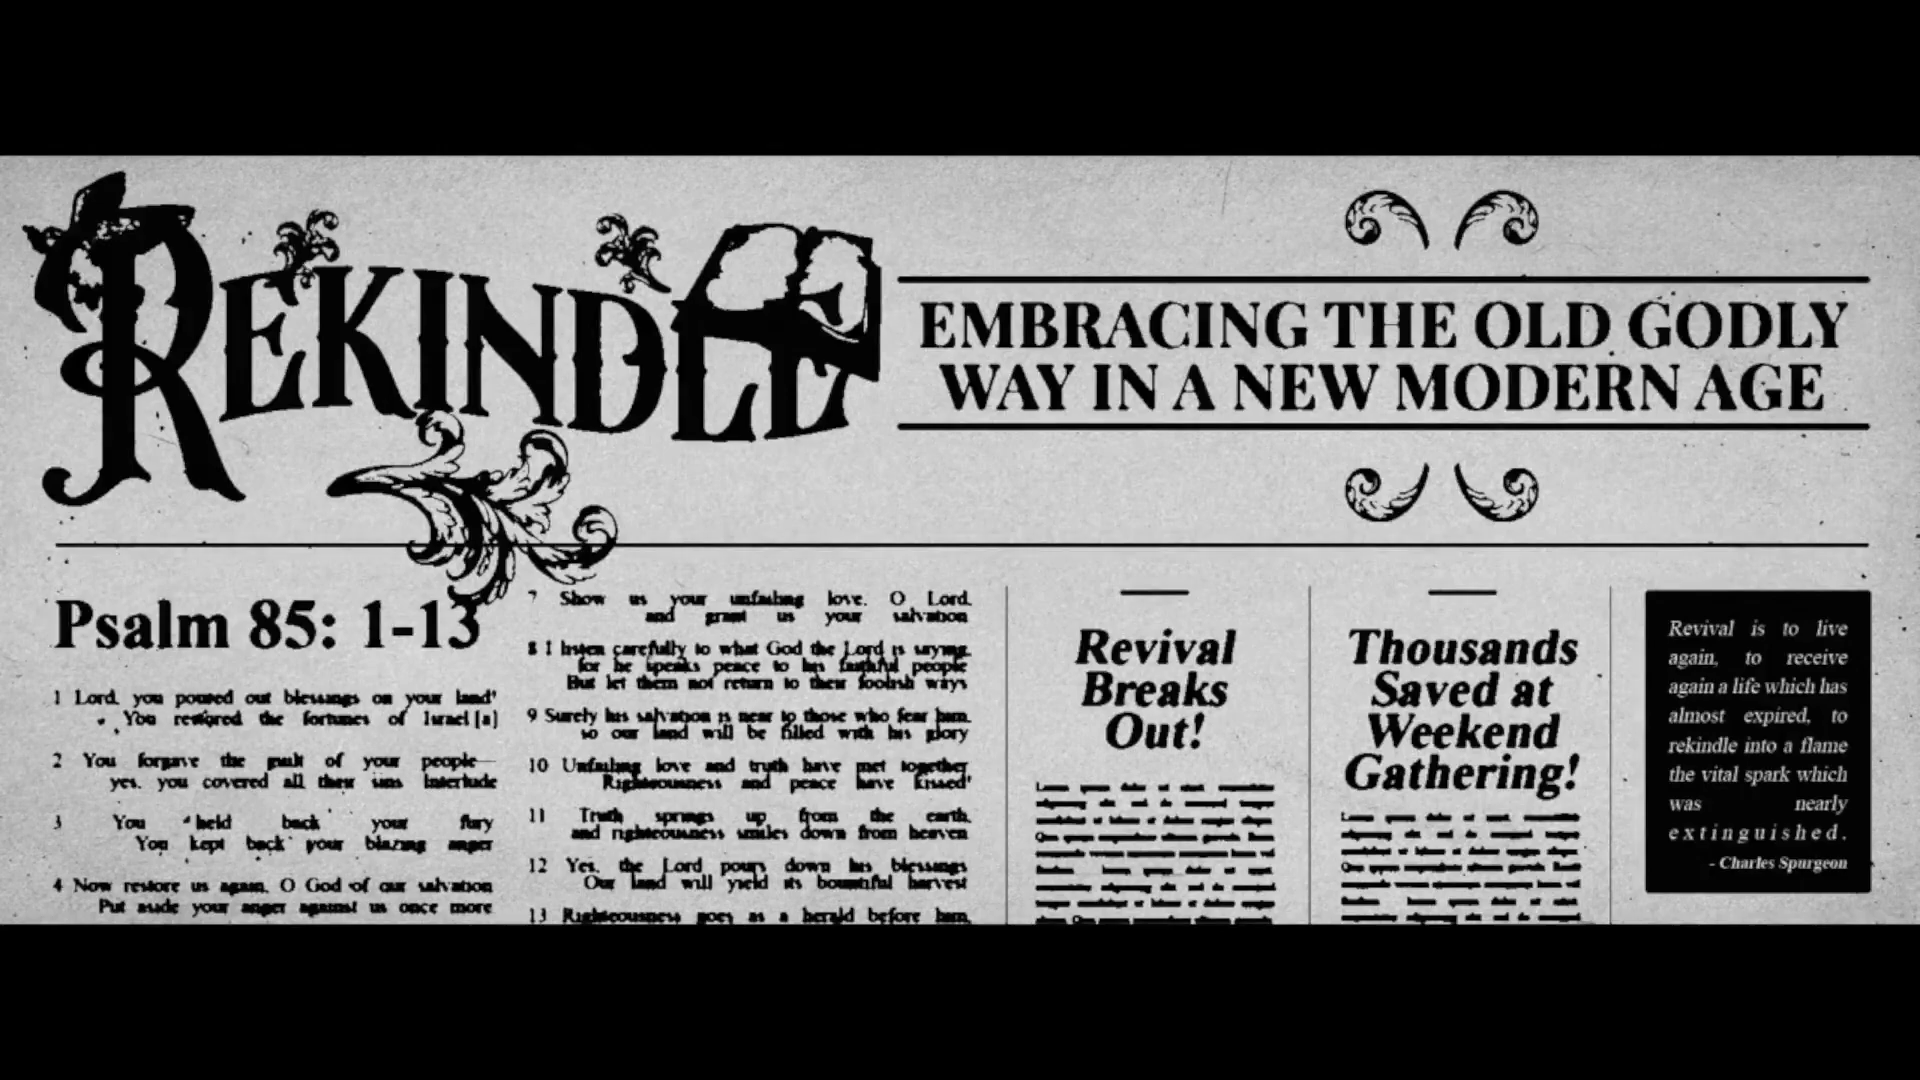 REKINDLE
EMBRACING THE OLD GODLY
WAY IN A NEW MODERN AGE
Psalm 85: 1-13
1 Lord, you poured out blessings on your land!
You restored the fortunes of Israel [a]
2 You forgave the guilt of your people—
yes, you covered all their sins Interlude
3 You held back your fury
You kept back your blazing anger
4 Now restore us again, O God of our salvation
Put aside your anger against us once more
7 Show us your unfailing love, O Lord,
and grant us your salvation
8 I listen carefully to what God the Lord is saying,
for he speaks peace to his faithful people
But let them not return to their foolish ways
9 Surely his salvation is near to those who fear him,
so our land will be filled with his glory
10 Unfailing love and truth have met together
Righteousness and peace have kissed!
11 Truth springs up from the earth,
and righteousness smiles down from heaven
12 Yes, the Lord pours down his blessings
Our land will yield its bountiful harvest
13 Righteousness goes as a herald before him,
Revival
Breaks
Out!
Thousands
Saved at
Weekend
Gathering!
Revival is to live
again, to receive
again a life which has
almost expired, to
rekindle into a flame
the vital spark which
was nearly
extinguished.
- Charles Spurgeon